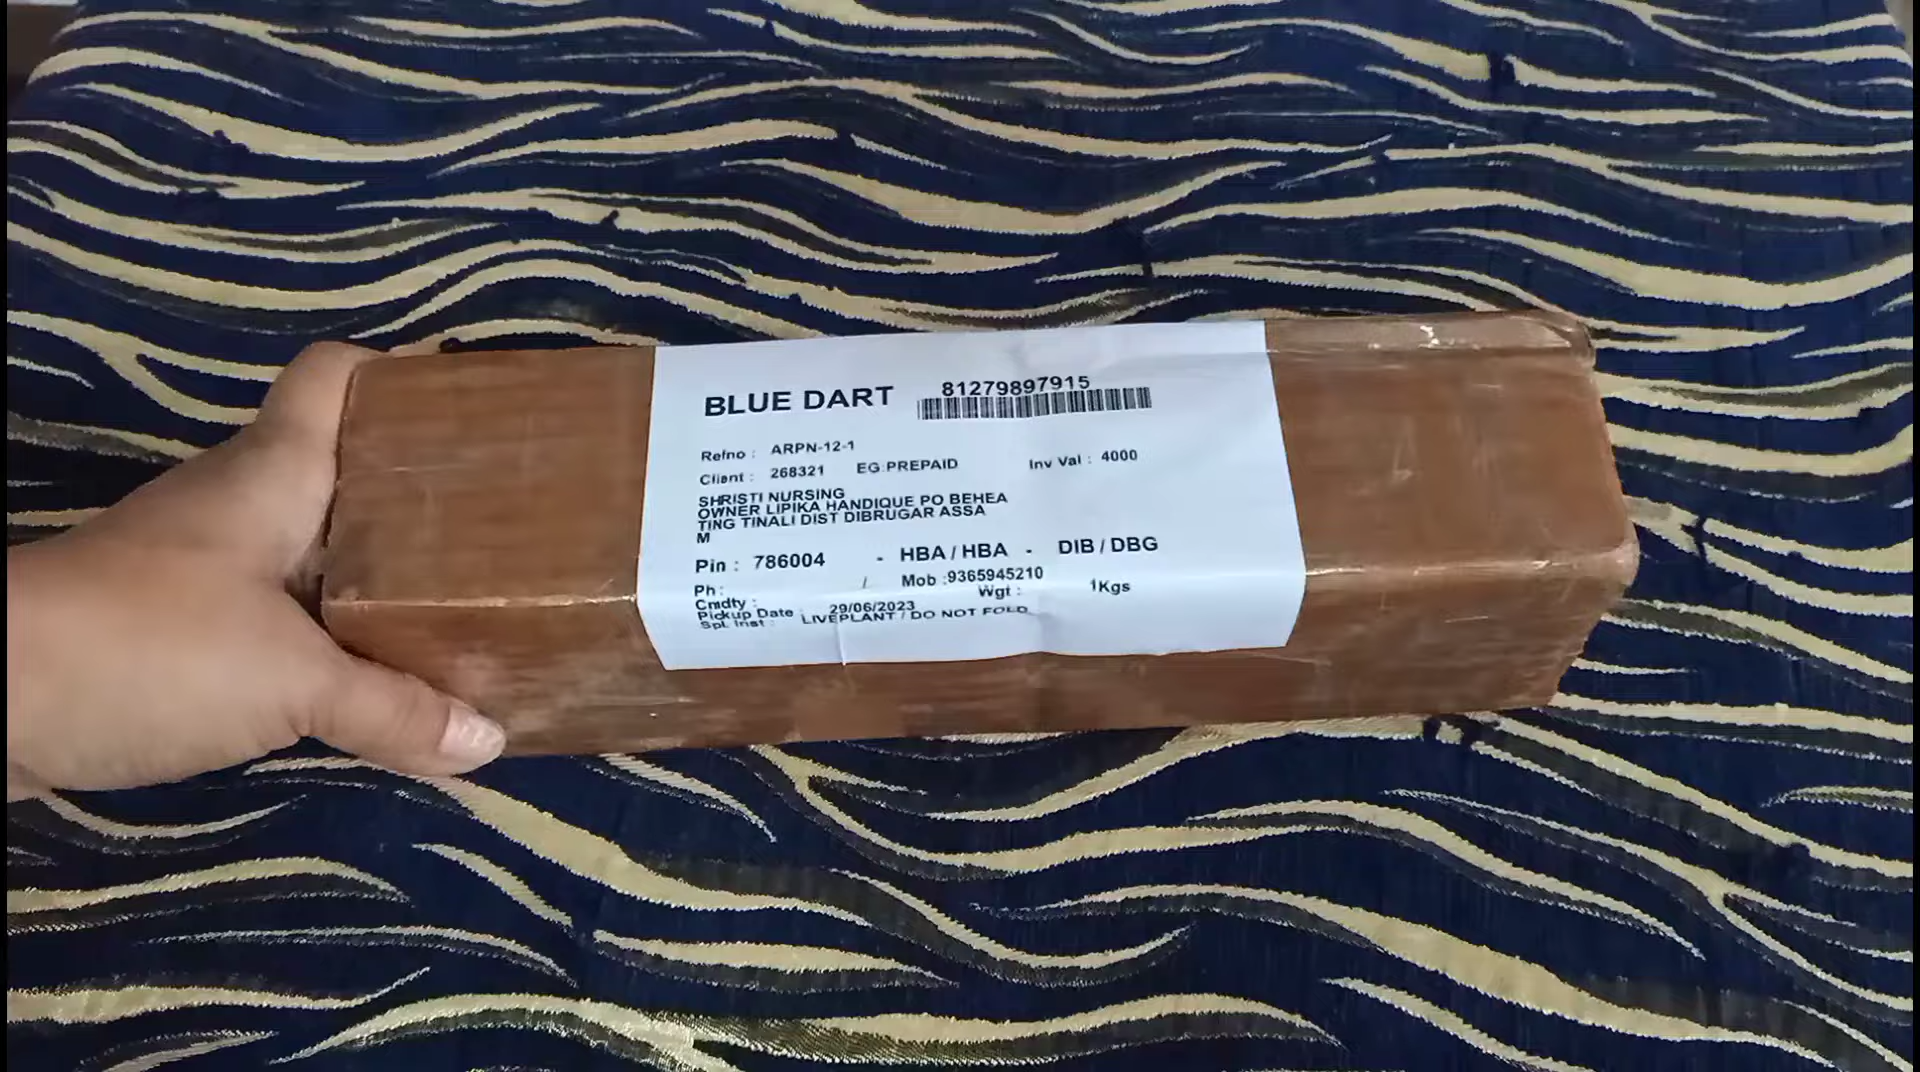 BLUE DART 81279897915
Refno : ARPN-12-1
Client : 268321 EG:PREPAID Inv Val : 4000
SHRISTI NURSING
OWNER LIPIKA HANDIQUE PO BEHEA
TING TINALI DIST DIBRUGAR ASSA
M
Pin : 786004 - HBA / HBA - DIB / DBG
Ph : / Mob :9365945210
Cmdty : Wgt : 1Kgs
Pickup Date : 29/06/2023
Spl. Inst : LIVEPLANT / DO NOT FOLD